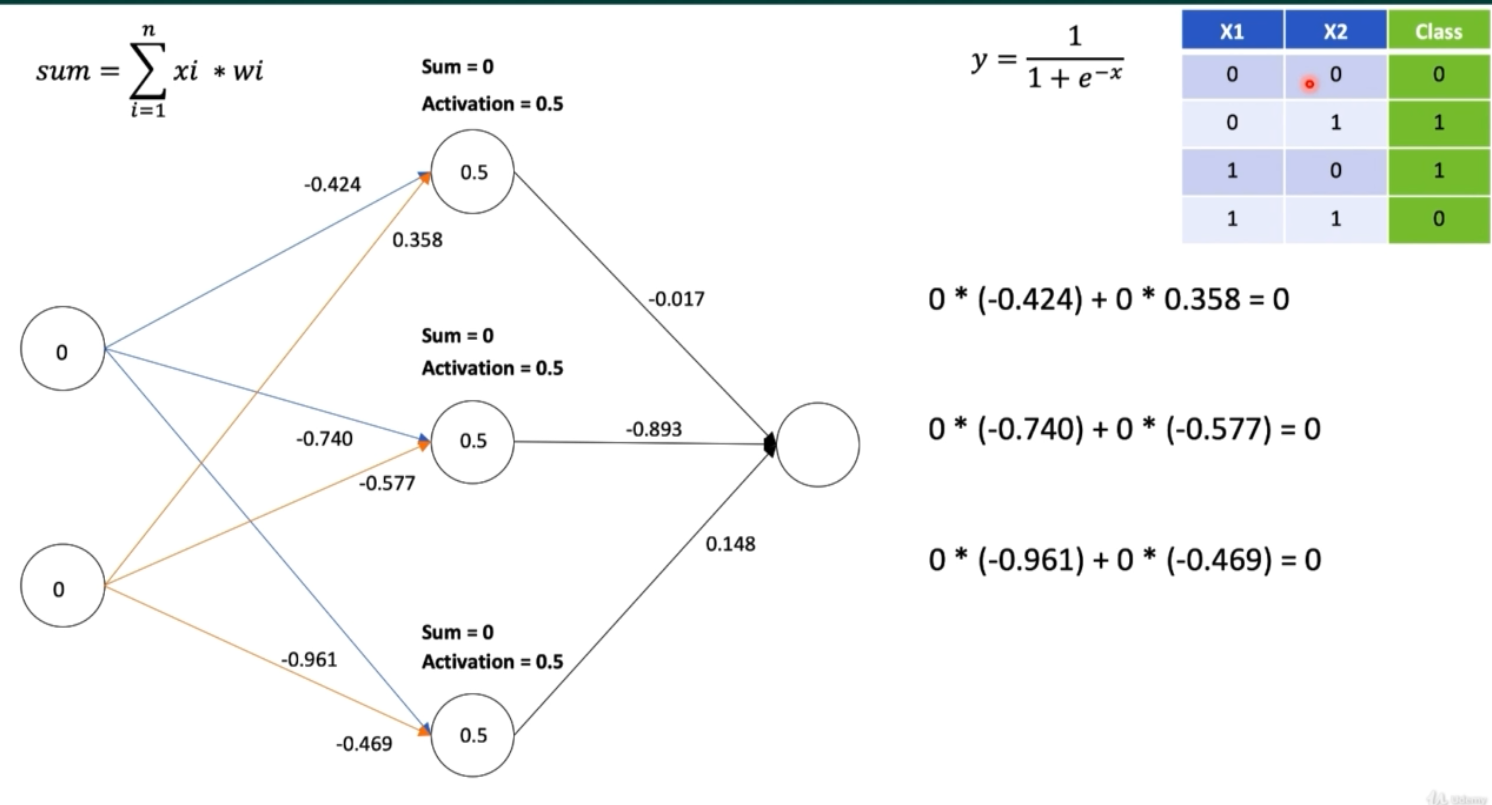 sum = n ∑ i=1 xi * wi
y = 1 / (1 + e^-x)
X1 X2 Class
0 0 0
0 1 1
1 0 1
1 1 0
Sum = 0
Activation = 0.5
0.5
-0.424
0.358
-0.017
0 * (-0.424) + 0 * 0.358 = 0
0
Sum = 0
Activation = 0.5
-0.740
0.5
-0.893
0 * (-0.740) + 0 * (-0.577) = 0
-0.577
0.148
0 * (-0.961) + 0 * (-0.469) = 0
0
Sum = 0
-0.961
Activation = 0.5
-0.469
0.5
Udemy